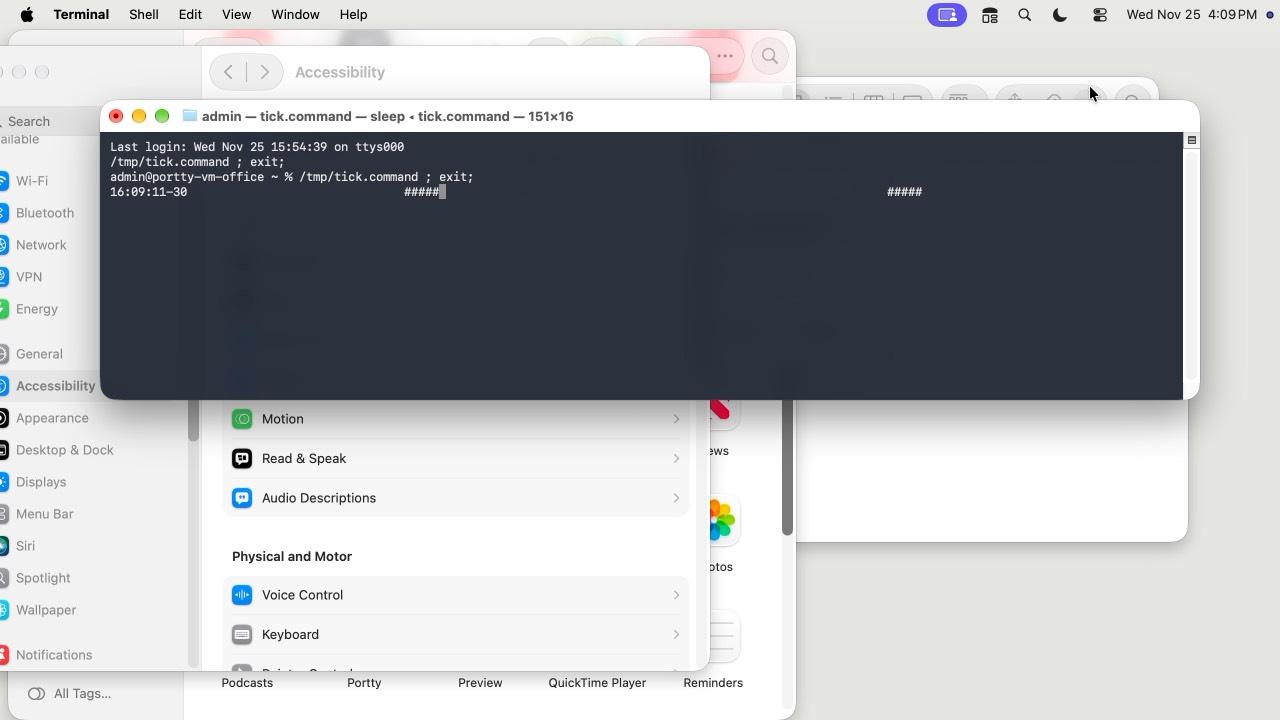 Terminal Shell Edit View Window Help Wed Nov 25 4:09 PM
Accessibility
Search
admin — tick.command — sleep ◂ tick.command — 151×16
Last login: Wed Nov 25 15:54:39 on ttys000
/tmp/tick.command ; exit;
admin@portty-vm-office ~ % /tmp/tick.command ; exit;
16:09:11-30 ##### #####
Wi-Fi
Bluetooth
Network
VPN
Energy
General
Accessibility
Appearance
Desktop & Dock
Displays
Menu Bar
Siri
Spotlight
Wallpaper
Notifications
All Tags...
Motion
Read & Speak
Audio Descriptions
Physical and Motor
Voice Control
Keyboard
Podcasts
Portty
Preview
QuickTime Player
Reminders